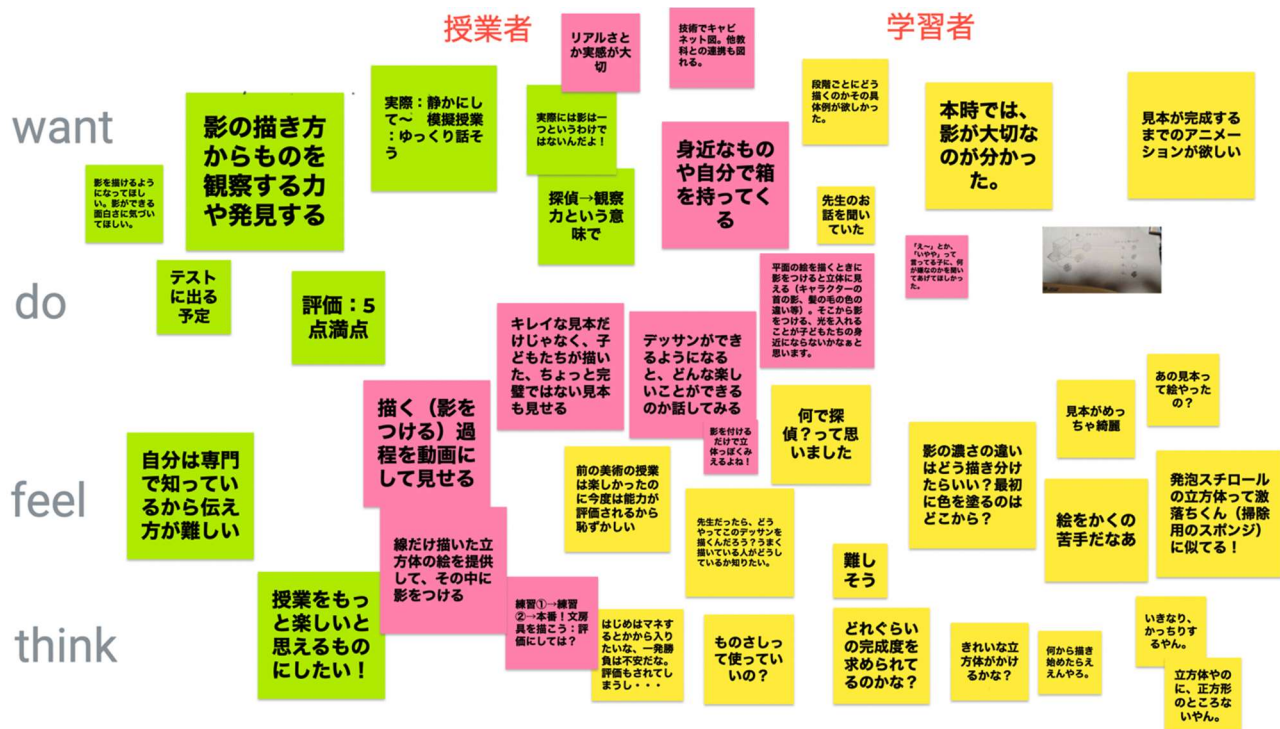 授業者
学習者
want
do
feel
think
影を描けるよう
になってほし
い。影ができる
面白さに気づい
てほしい。
影の描き方
からものを
観察する力
や発見する
実際：静かにし
て〜　模擬授業
：ゆっくり話そ
う
リアルさと
か実感が大
切
実際には影は一
つというわけで
はないんだよ！
探偵→観察
力という意
味で
技術でキャビ
ネット図。他教
科との連携も図
れる。
身近なもの
や自分で箱
を持ってく
る
段階ごとにどう
描くのかその具
体例が欲しかっ
た。
先生のお
話を聞い
ていた
本時では、
影が大切な
のが分かっ
た。
見本が完成する
までのアニメー
ションが欲しい
テスト
に出る
予定
評価：5
点満点
キレイな見本だ
けじゃなく、子
どもたちが描い
た、ちょっと完
璧ではない見本
も見せる
デッサンができ
るようになる
と、どんな楽し
いことができる
のか話してみる
平面の絵を描くときに
影をつけると立体に見
える（キャラクターの
首の影、髪の毛の色の
違い等）。そこから影
をつける、光を入れる
ことが子どもたちの身
近にならないかなぁと
思います。
「え〜」とか、
「いやや」って
言ってる子に、何
が嫌なのかを聞い
てあげてほしかっ
た。
自分は専門
で知ってい
るから伝え
方が難しい
描く（影を
つける）過
程を動画に
して見せる
影を付ける
だけで立
体っぽくみ
えるよね！
何で探
偵？って思
いました
前の美術の授業
は楽しかったの
に今度は能力が
評価されるから
恥ずかしい
先生だったら、どう
やってこのデッサンを
描くんだろう？うまく
描いている人がどうし
ているか知りたい。
影の濃さの違い
はどう描き分け
たらいい？最初
に色を塗るのは
どこから？
見本がめっ
ちゃ綺麗
あの見本っ
て絵やった
の？
絵をかくの
苦手だなあ
発泡スチロール
の立方体って激
落ちくん（掃除
用のスポンジ）
に似てる！
難し
そう
授業をもっ
と楽しいと
思えるもの
にしたい！
線だけ描いた立
方体の絵を提供
して、その中に
影をつける
練習①→練習
②→本番！文房
具を描こう：評
価にしては？
はじめはマネす
るとかから入り
たいな、一発勝
負は不安だな。
評価もされてし
まうし・・・
ものさしっ
て使ってい
いの？
どれぐらい
の完成度を
求められて
るのかな？
きれいな立
方体がかけ
るかな？
何から描き
始めたらえ
えんやろ。
いきなり、
かっちりす
るやん。
立方体やの
に、正方形
のところな
いやん。